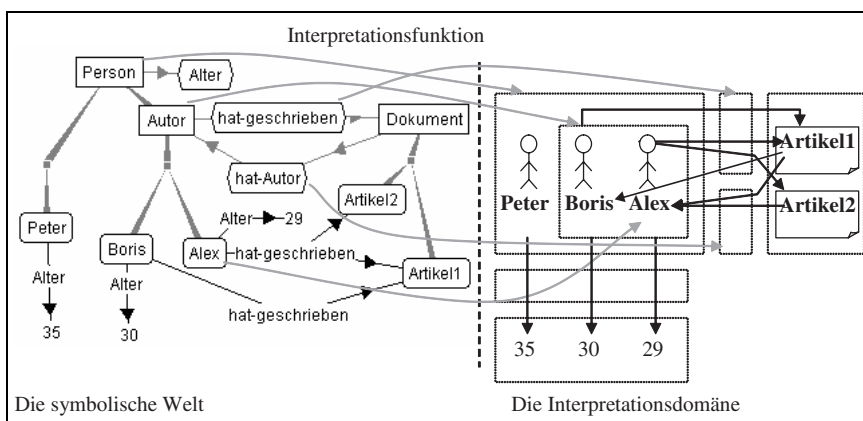 Interpretationsfunktion
Person
Alter
Autor
hat-geschrieben
Dokument
hat-Autor
Artikel2
Peter
Boris
Alex
Alter
29
hat-geschrieben
Artikel1
Alter
Alter
hat-geschrieben
35
30
Die symbolische Welt
Peter
Boris
Alex
Artikel1
Artikel2
35
30
29
Die Interpretationsdomäne